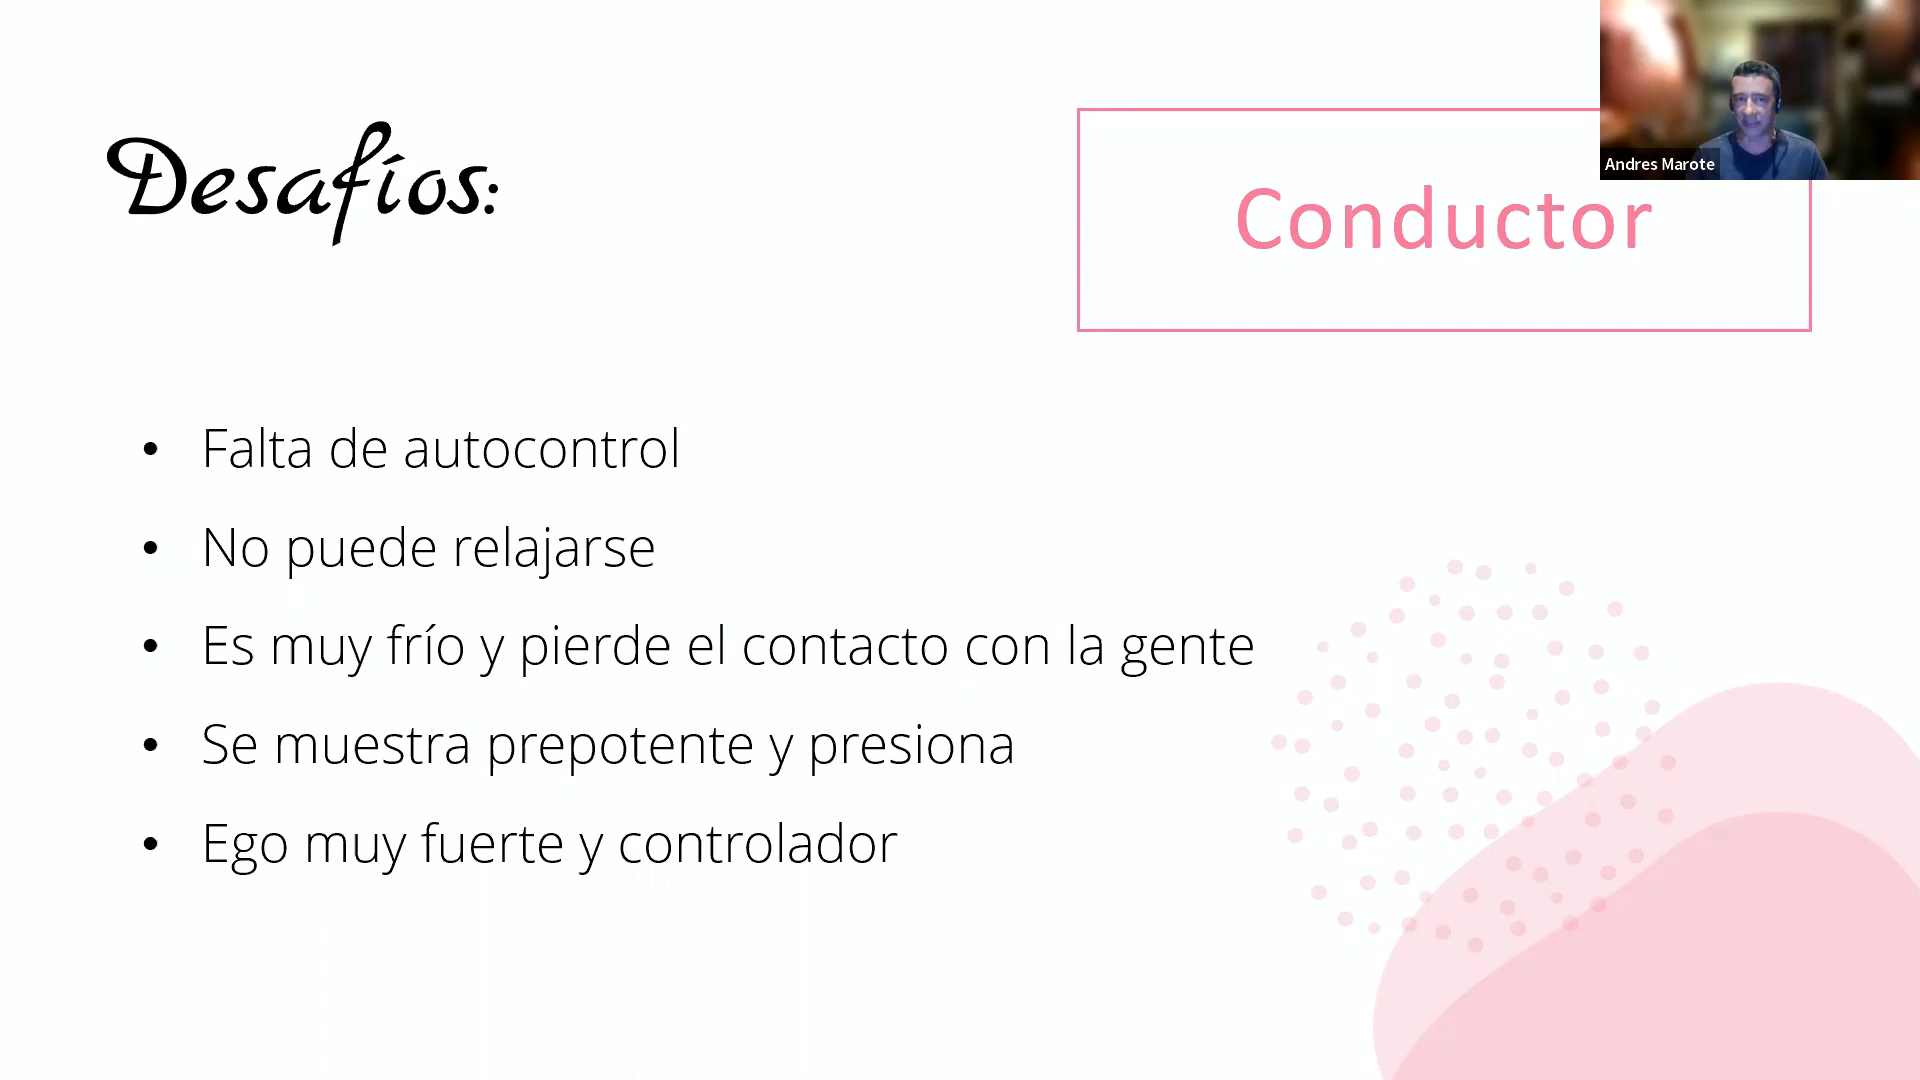 Desafíos:
Conductor
Andres Marote
• Falta de autocontrol
• No puede relajarse
• Es muy frío y pierde el contacto con la gente
• Se muestra prepotente y presiona
• Ego muy fuerte y controlador